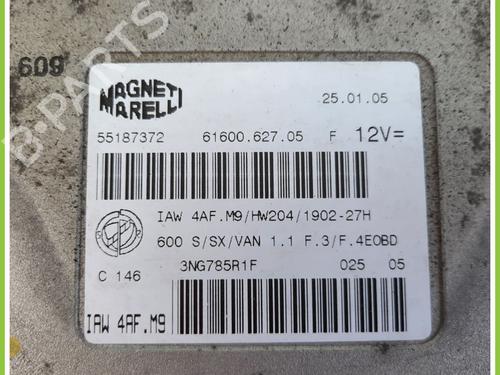 609
MAGNETI
MARELLI
25.01.05
55187372 61600.627.05 F 12V=
IAW 4AF.M9/HW204/1902-27H
600 S/SX/VAN 1.1 F.3/F.4EOBD
C 146 3NG785R1F 025 05
IAW 4AF.M9
B-PARTS